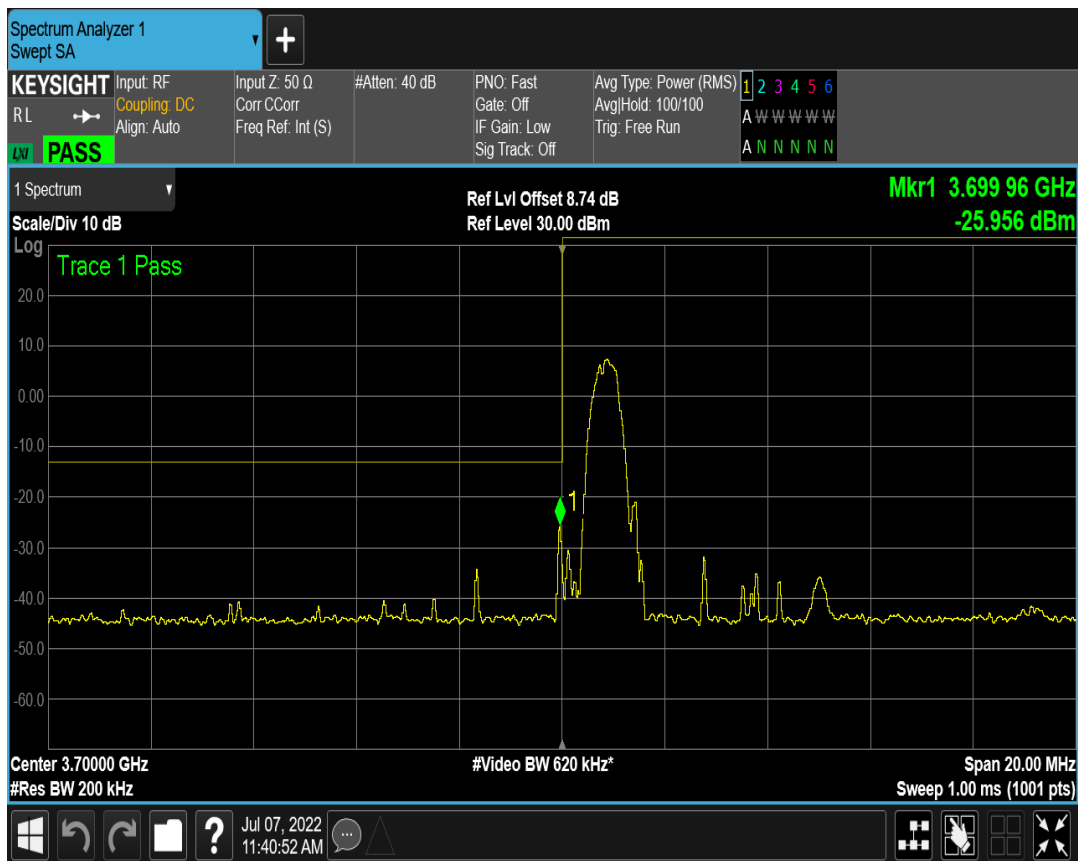 Spectrum Analyzer 1
Swept SA
+
KEYSIGHT
RL
LXI PASS
Input: RF
Coupling: DC
Align: Auto
Input Z: 50 Ω
Corr CCorr
Freq Ref: Int (S)
#Atten: 40 dB
PNO: Fast
Gate: Off
IF Gain: Low
Sig Track: Off
Avg Type: Power (RMS)
Avg|Hold: 100/100
Trig: Free Run
1 2 3 4 5 6
A W W W W W
A N N N N N
1 Spectrum
Scale/Div 10 dB
Ref Lvl Offset 8.74 dB
Ref Level 30.00 dBm
Mkr1 3.699 96 GHz
-25.956 dBm
Log
Trace 1 Pass
20.0
10.0
0.00
-10.0
-20.0
-30.0
-40.0
-50.0
-60.0
1
Center 3.70000 GHz
#Res BW 200 kHz
#Video BW 620 kHz*
Span 20.00 MHz
Sweep 1.00 ms (1001 pts)
?
Jul 07, 2022
11:40:52 AM